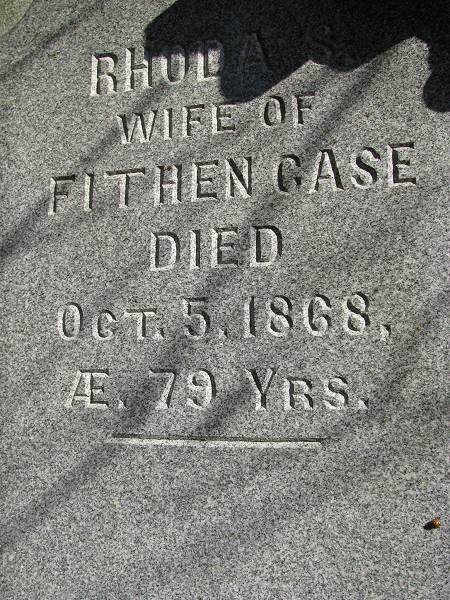 RHODA S.
WIFE OF
FITHEN CASE
DIED
OCT. 5, 1868,
Æ. 79 YRS.